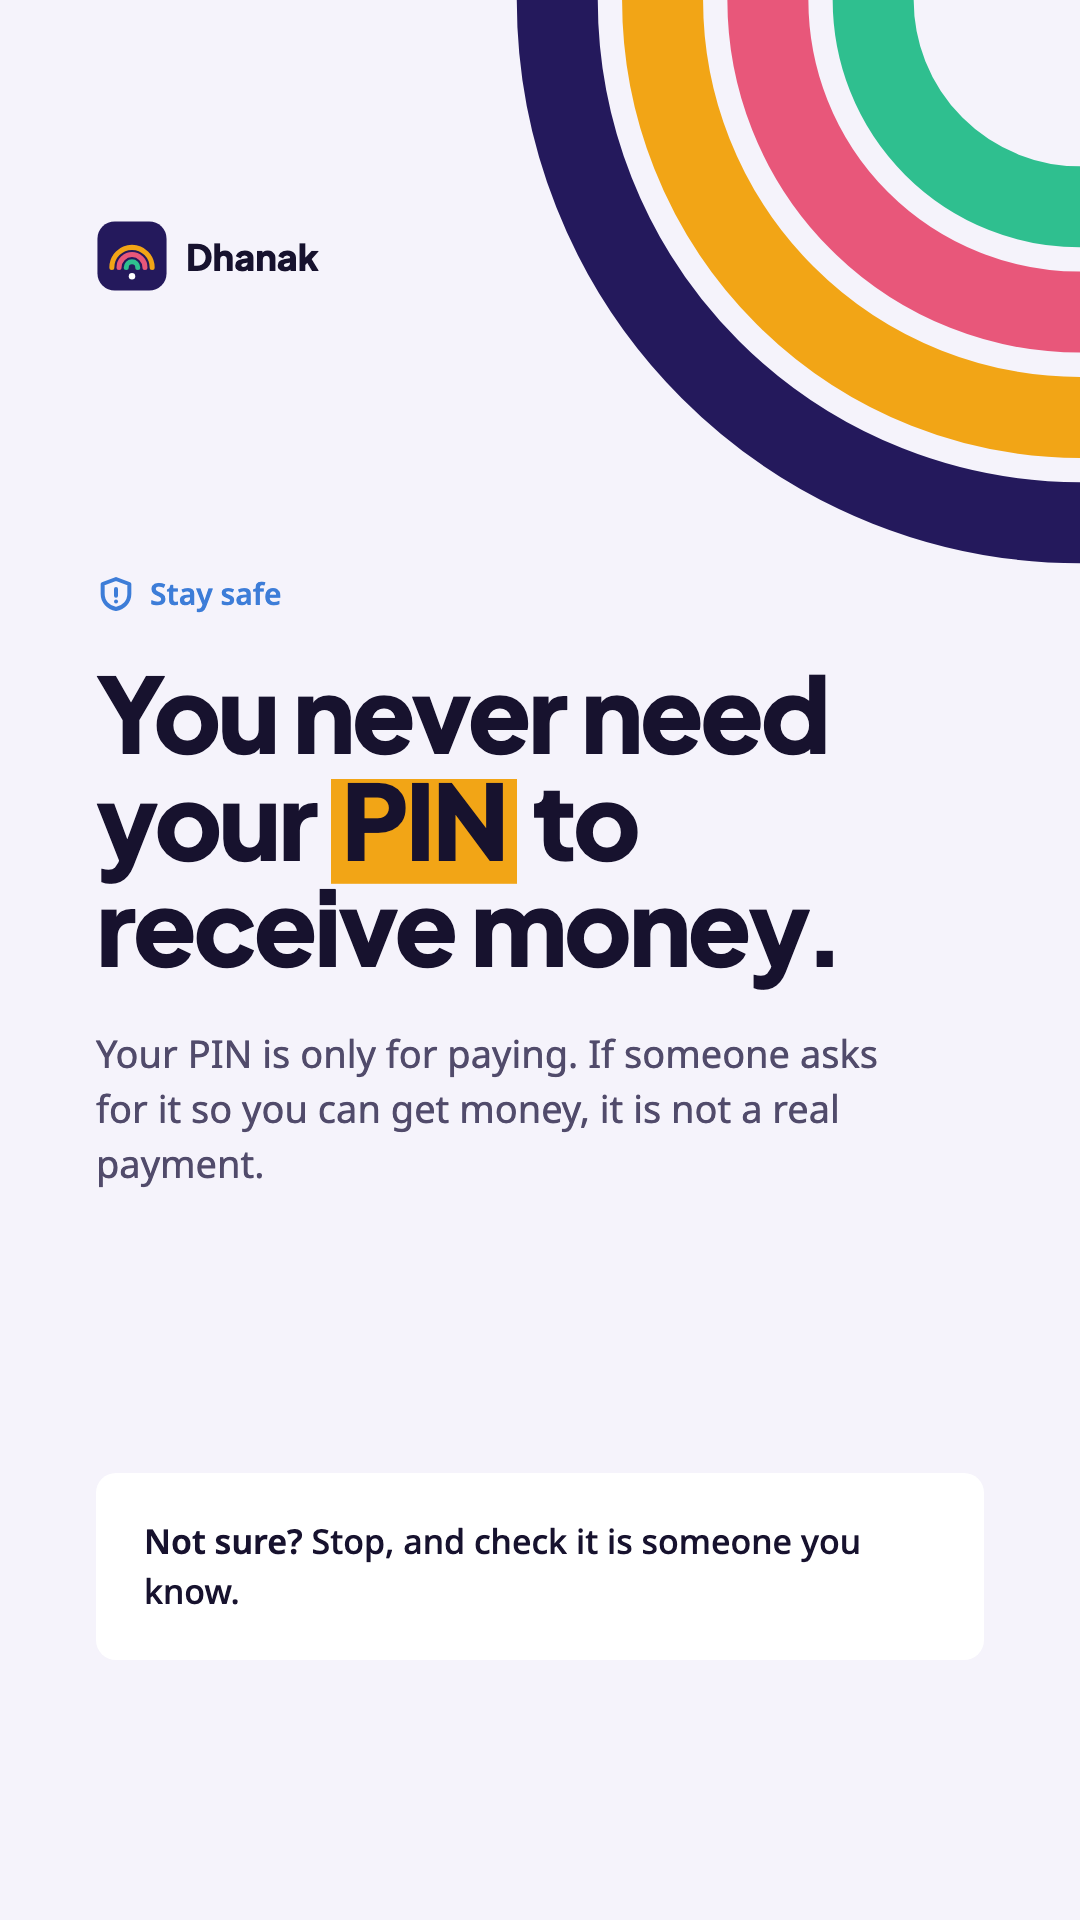 Dhanak
Stay safe
You never need
your PIN to
receive money.
Your PIN is only for paying. If someone asks
for it so you can get money, it is not a real
payment.
Not sure? Stop, and check it is someone you
know.